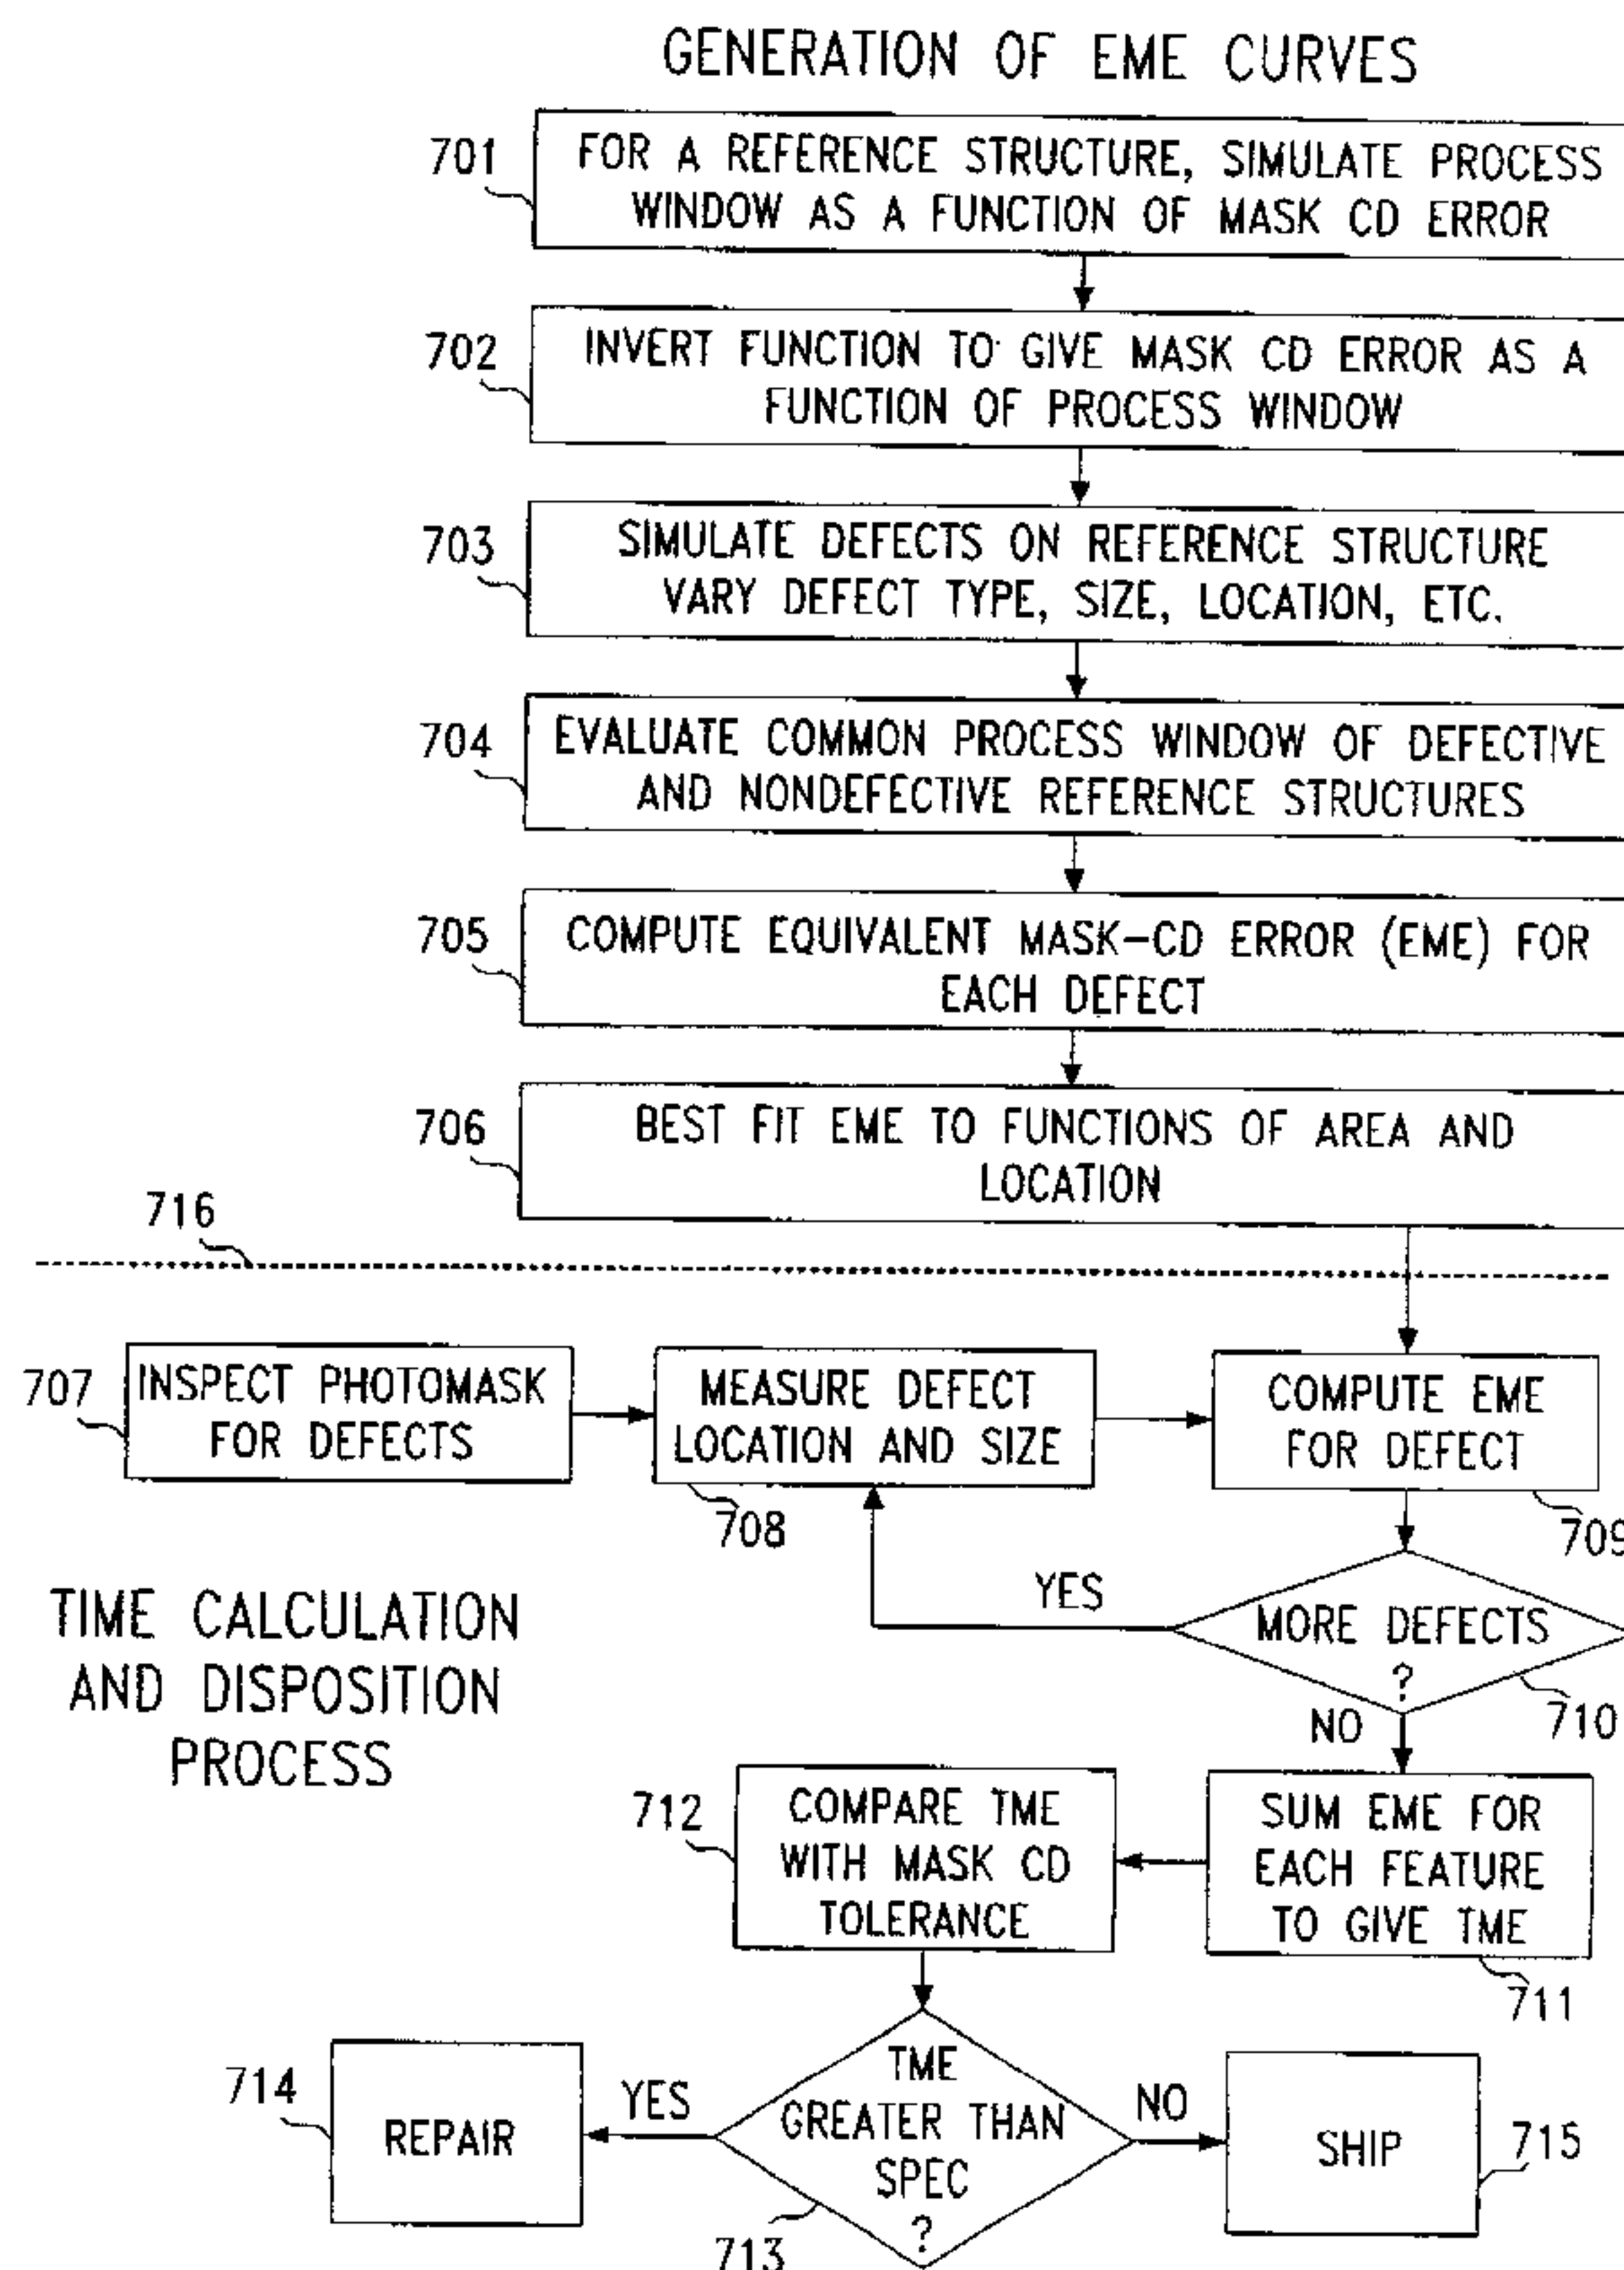 GENERATION OF EME CURVES
701
FOR A REFERENCE STRUCTURE, SIMULATE PROCESS
WINDOW AS A FUNCTION OF MASK CD ERROR
702
INVERT FUNCTION TO GIVE MASK CD ERROR AS A
FUNCTION OF PROCESS WINDOW
703
SIMULATE DEFECTS ON REFERENCE STRUCTURE
VARY DEFECT TYPE, SIZE, LOCATION, ETC.
704
EVALUATE COMMON PROCESS WINDOW OF DEFECTIVE
AND NONDEFECTIVE REFERENCE STRUCTURES
705
COMPUTE EQUIVALENT MASK-CD ERROR (EME) FOR
EACH DEFECT
706
BEST FIT EME TO FUNCTIONS OF AREA AND
LOCATION
716
707
INSPECT PHOTOMASK
FOR DEFECTS
MEASURE DEFECT
LOCATION AND SIZE
708
COMPUTE EME
FOR DEFECT
709
TIME CALCULATION
AND DISPOSITION
PROCESS
YES
MORE DEFECTS
?
710
NO
712
COMPARE TME
WITH MASK CD
TOLERANCE
SUM EME FOR
EACH FEATURE
TO GIVE TME
711
714
REPAIR
YES
TME
GREATER THAN
SPEC
?
713
NO
SHIP
715